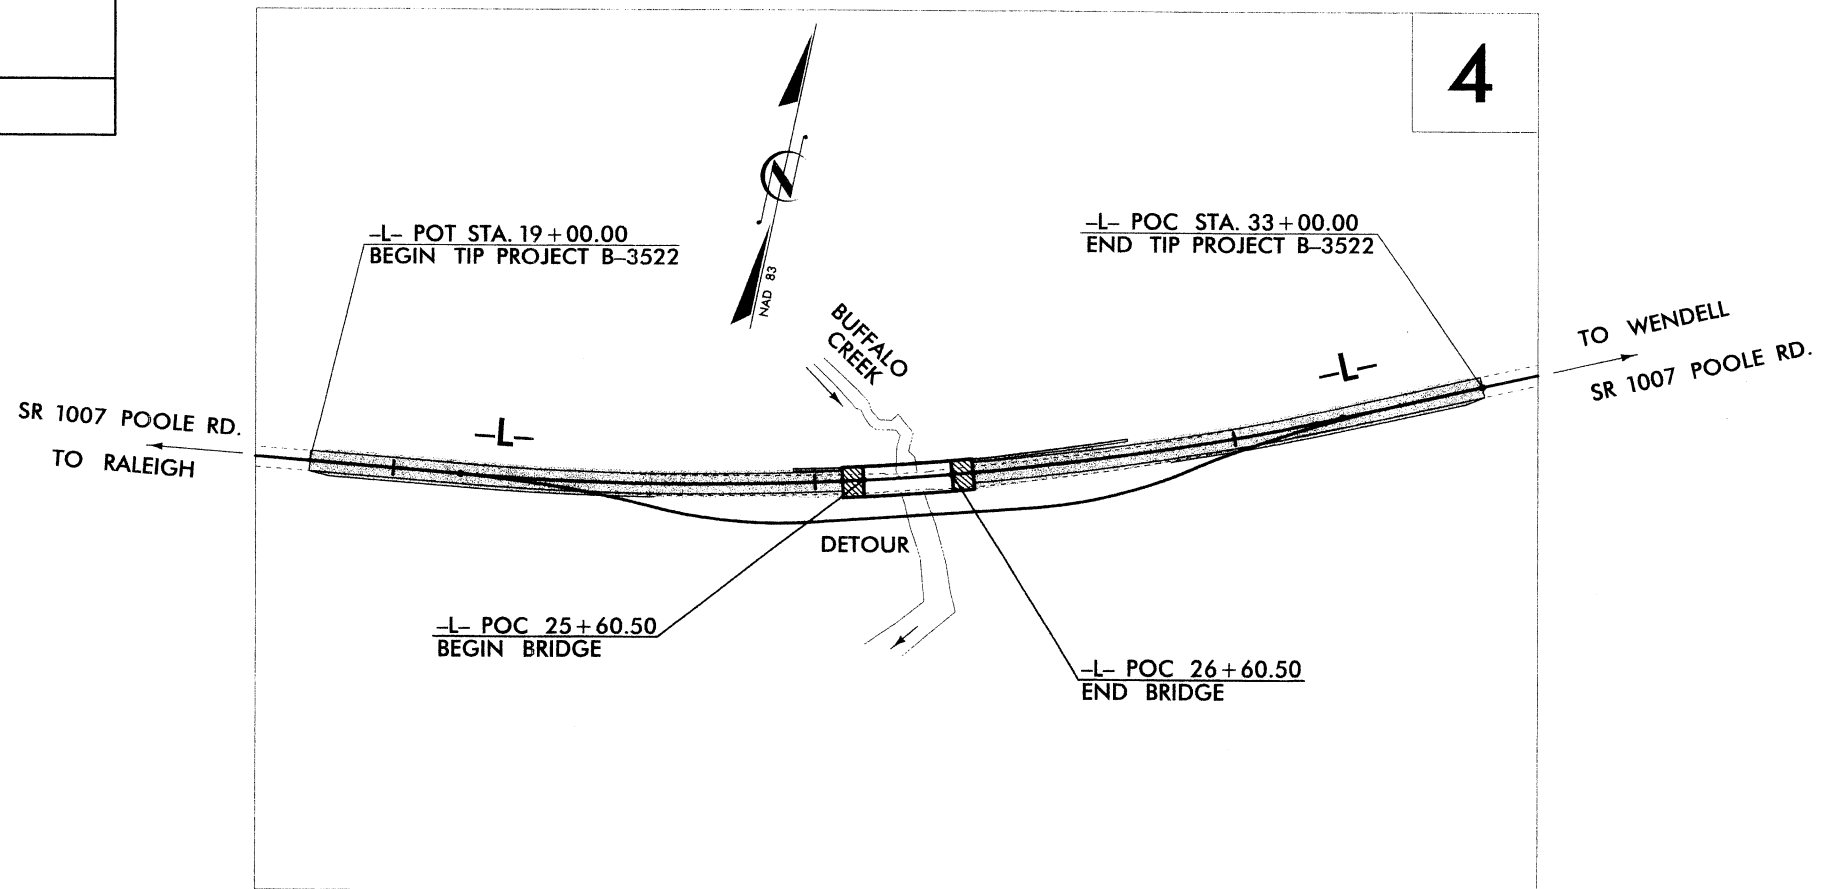 4
N
NAD 83
-L- POT STA. 19+00.00
BEGIN TIP PROJECT B-3522
-L- POC STA. 33+00.00
END TIP PROJECT B-3522
BUFFALO
CREEK
TO WENDELL
SR 1007 POOLE RD.
-L-
-L-
SR 1007 POOLE RD.
TO RALEIGH
DETOUR
-L- POC 25+60.50
BEGIN BRIDGE
-L- POC 26+60.50
END BRIDGE